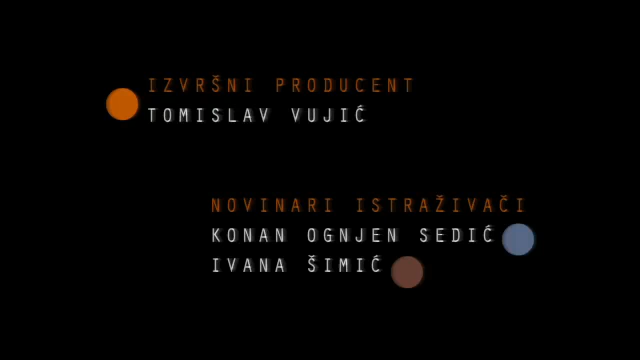 IZVRŠNI PRODUCENT
TOMISLAV VUJIĆ
NOVINARI ISTRAŽIVAČI
KONAN OGNJEN SEDIĆ
IVANA ŠIMIĆ